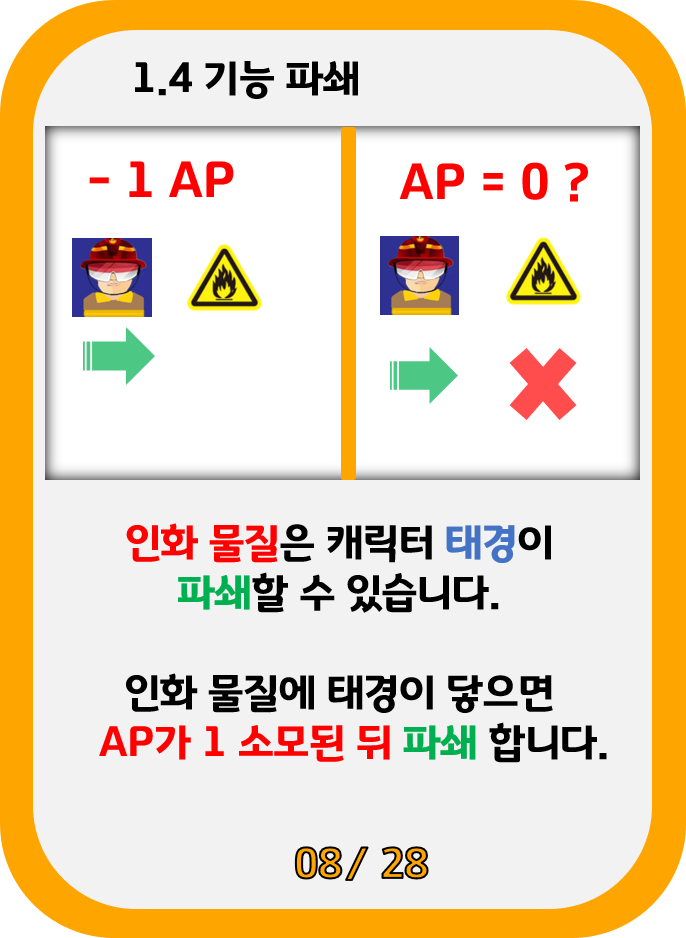 1.4 기능 파쇄
- 1 AP
AP = 0 ?
인화 물질은 캐릭터 태경이
파쇄할 수 있습니다.
인화 물질에 태경이 닿으면
AP가 1 소모된 뒤 파쇄 합니다.
08/ 28